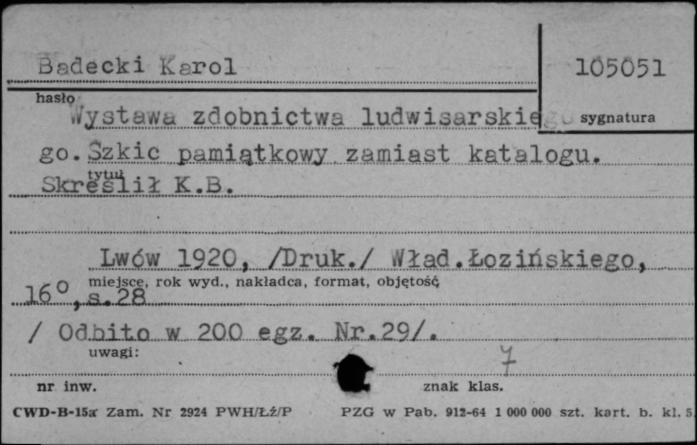 Badecki Karol
105051
hasło
sygnatura
Wystawa zdobnictwa ludwisarskiego
go. Szkic pamiątkowy zamiast katalogu.
tytuł
Skreślił K.B.
Lwów 1920, /Druk./ Wład.Łozińskiego,
miejsce, rok wyd., nakładca, format, objętość
16°, s.28
/ Odbito w 200 egz. Nr.29/.
uwagi:
7
nr inw.
znak klas.
CWD-B-15a Zam. Nr 2924 PWH/Łź/P
PZG w Pab. 912-64 1 000 000 szt. kart. b. kl. 5